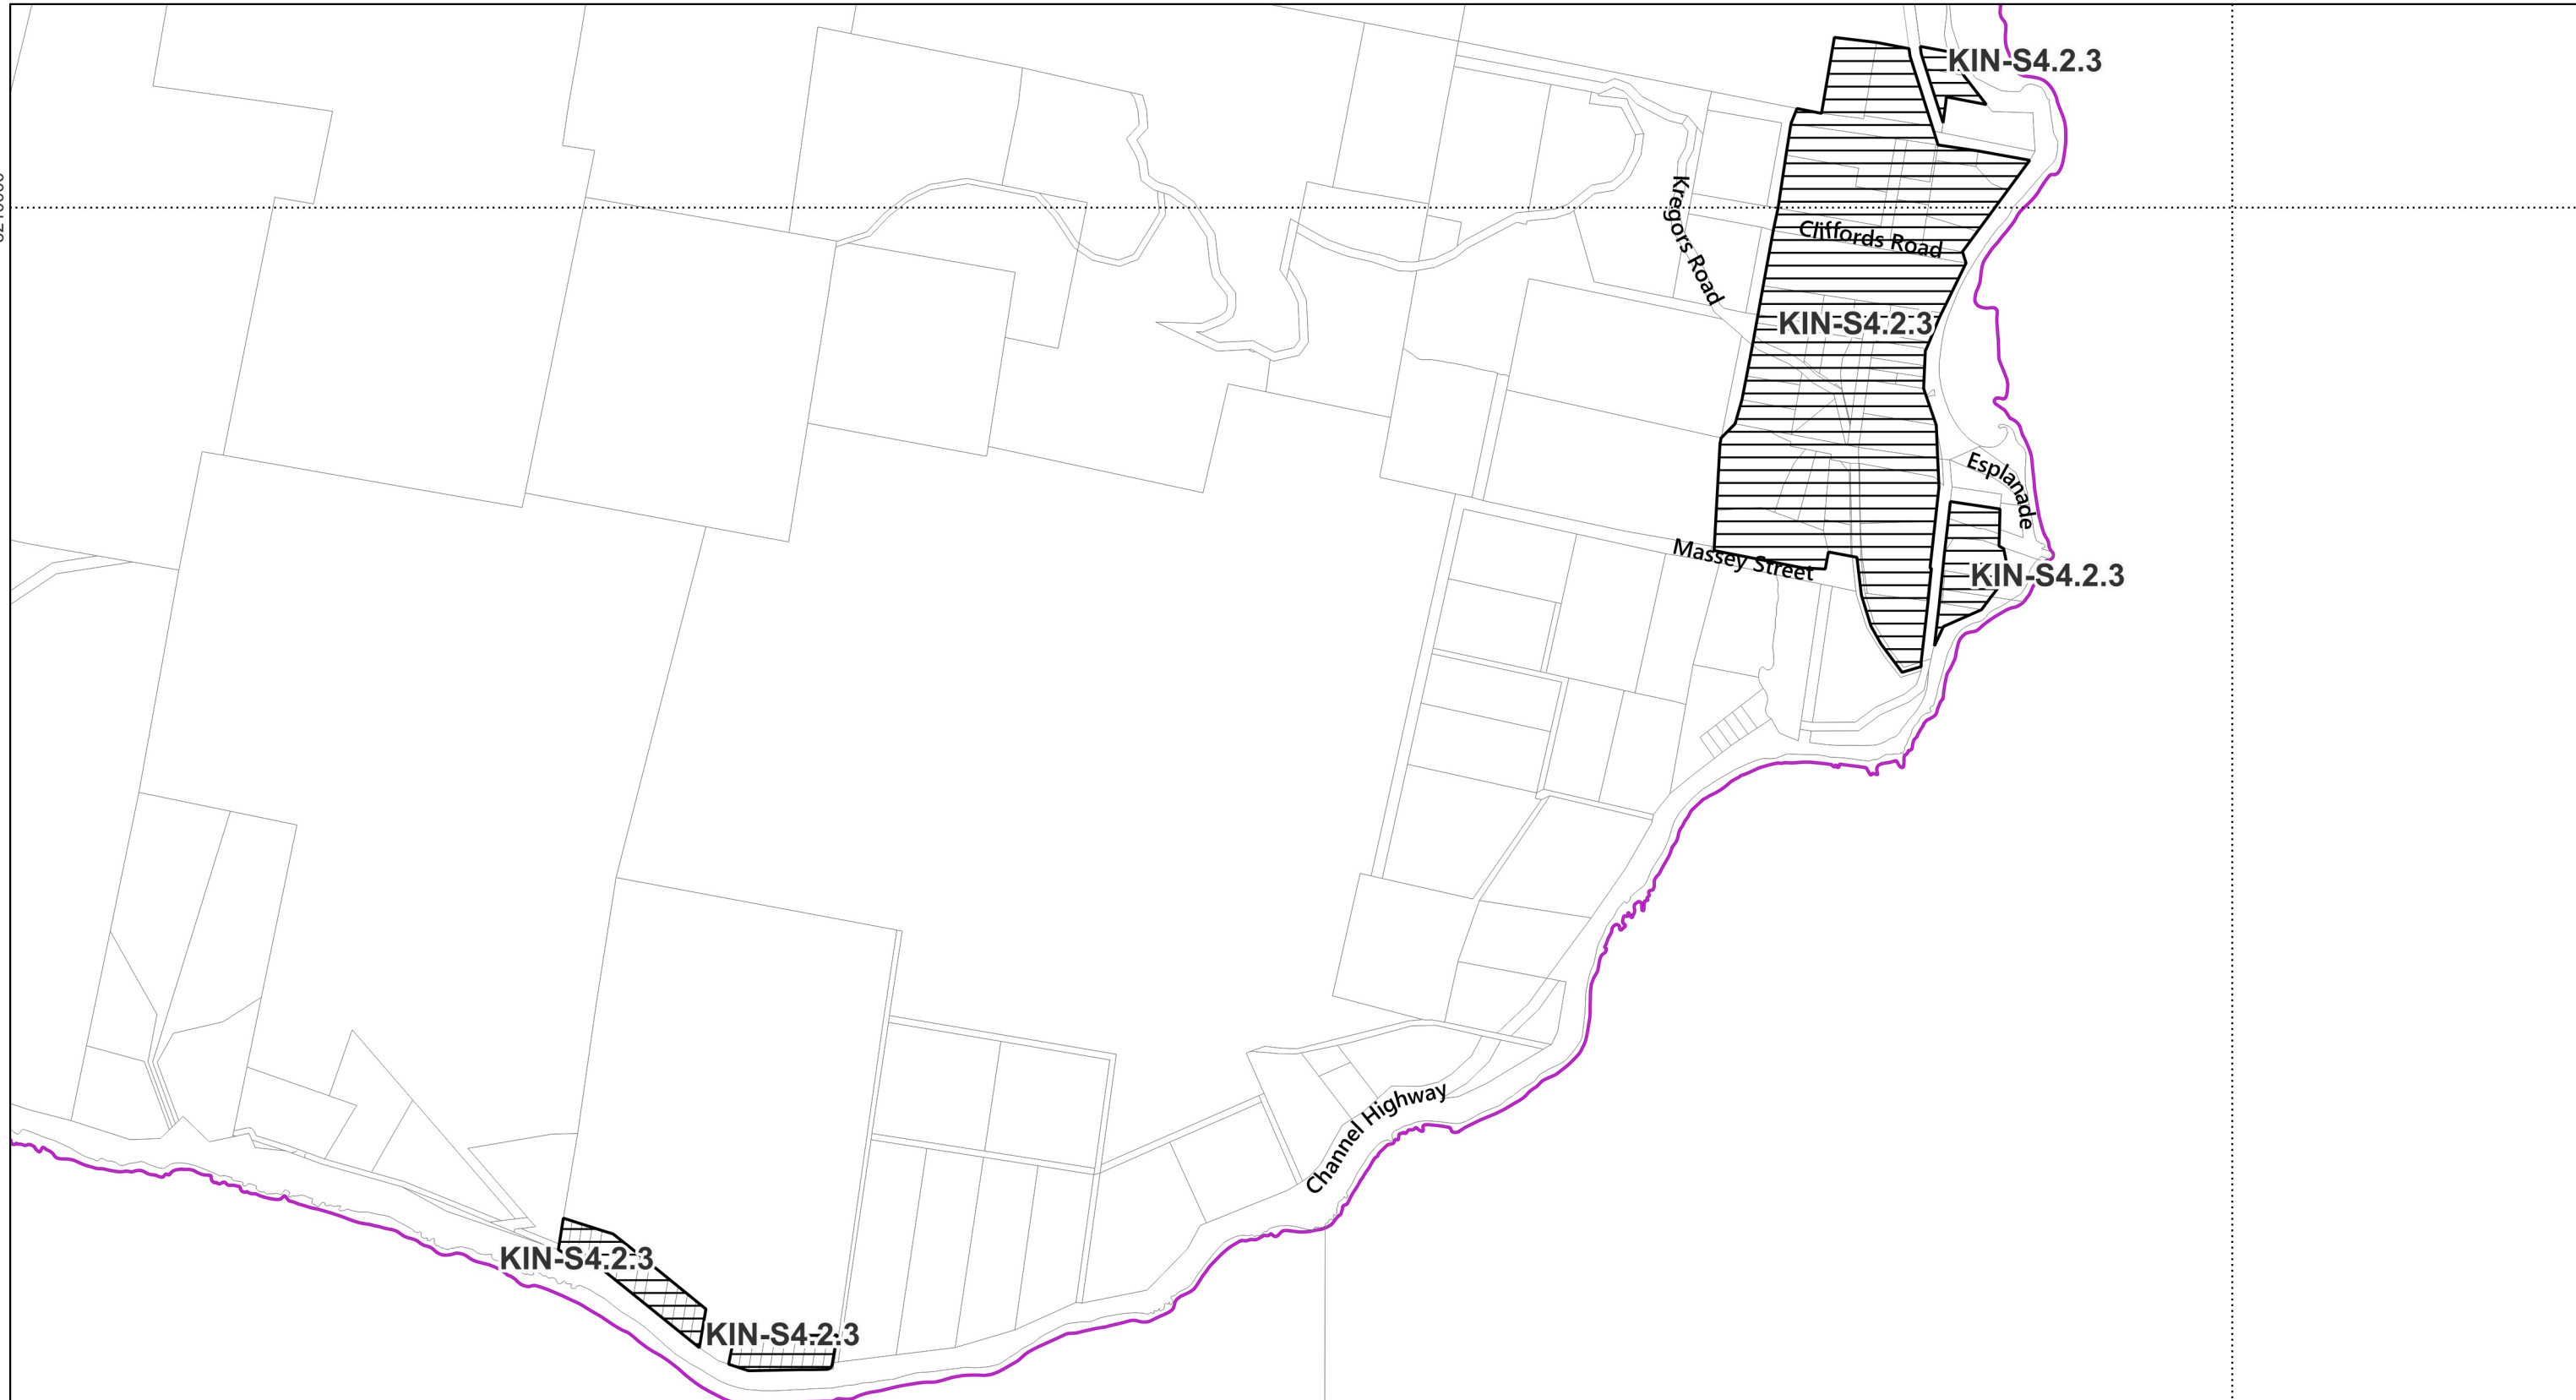 KIN-S4.2.3
Kregors Road
Cliffords Road
KIN-S4.2.3
Esplanade
Massey Street
KIN-S4.2.3
Channel Highway
KIN-S4.2.3
KIN-S4.2.3